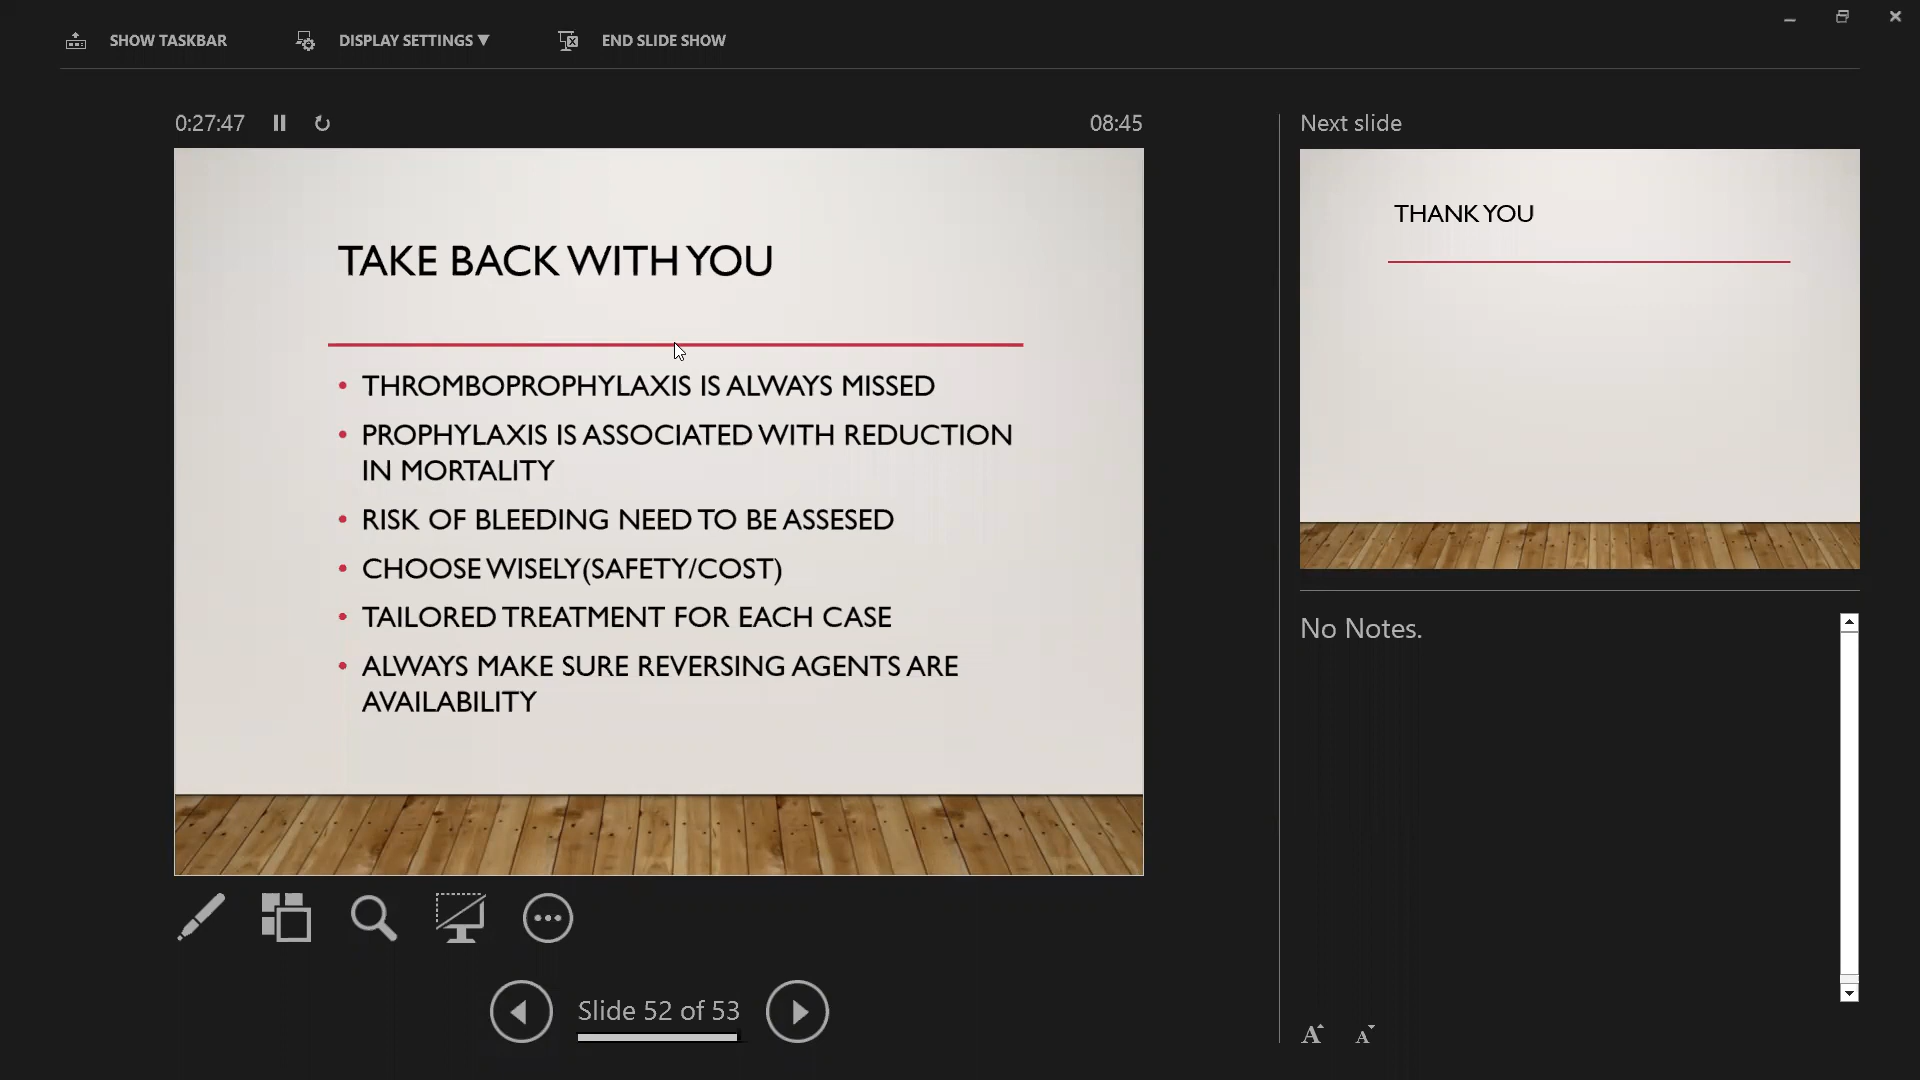 SHOW TASKBAR
DISPLAY SETTINGS ▼
END SLIDE SHOW
0:27:47
08:45
Next slide
TAKE BACK WITH YOU
• THROMBOPROPHYLAXIS IS ALWAYS MISSED
• PROPHYLAXIS IS ASSOCIATED WITH REDUCTION
IN MORTALITY
• RISK OF BLEEDING NEED TO BE ASSESED
• CHOOSE WISELY(SAFETY/COST)
• TAILORED TREATMENT FOR EACH CASE
• ALWAYS MAKE SURE REVERSING AGENTS ARE
AVAILABILITY
THANK YOU
No Notes.
Slide 52 of 53
A A